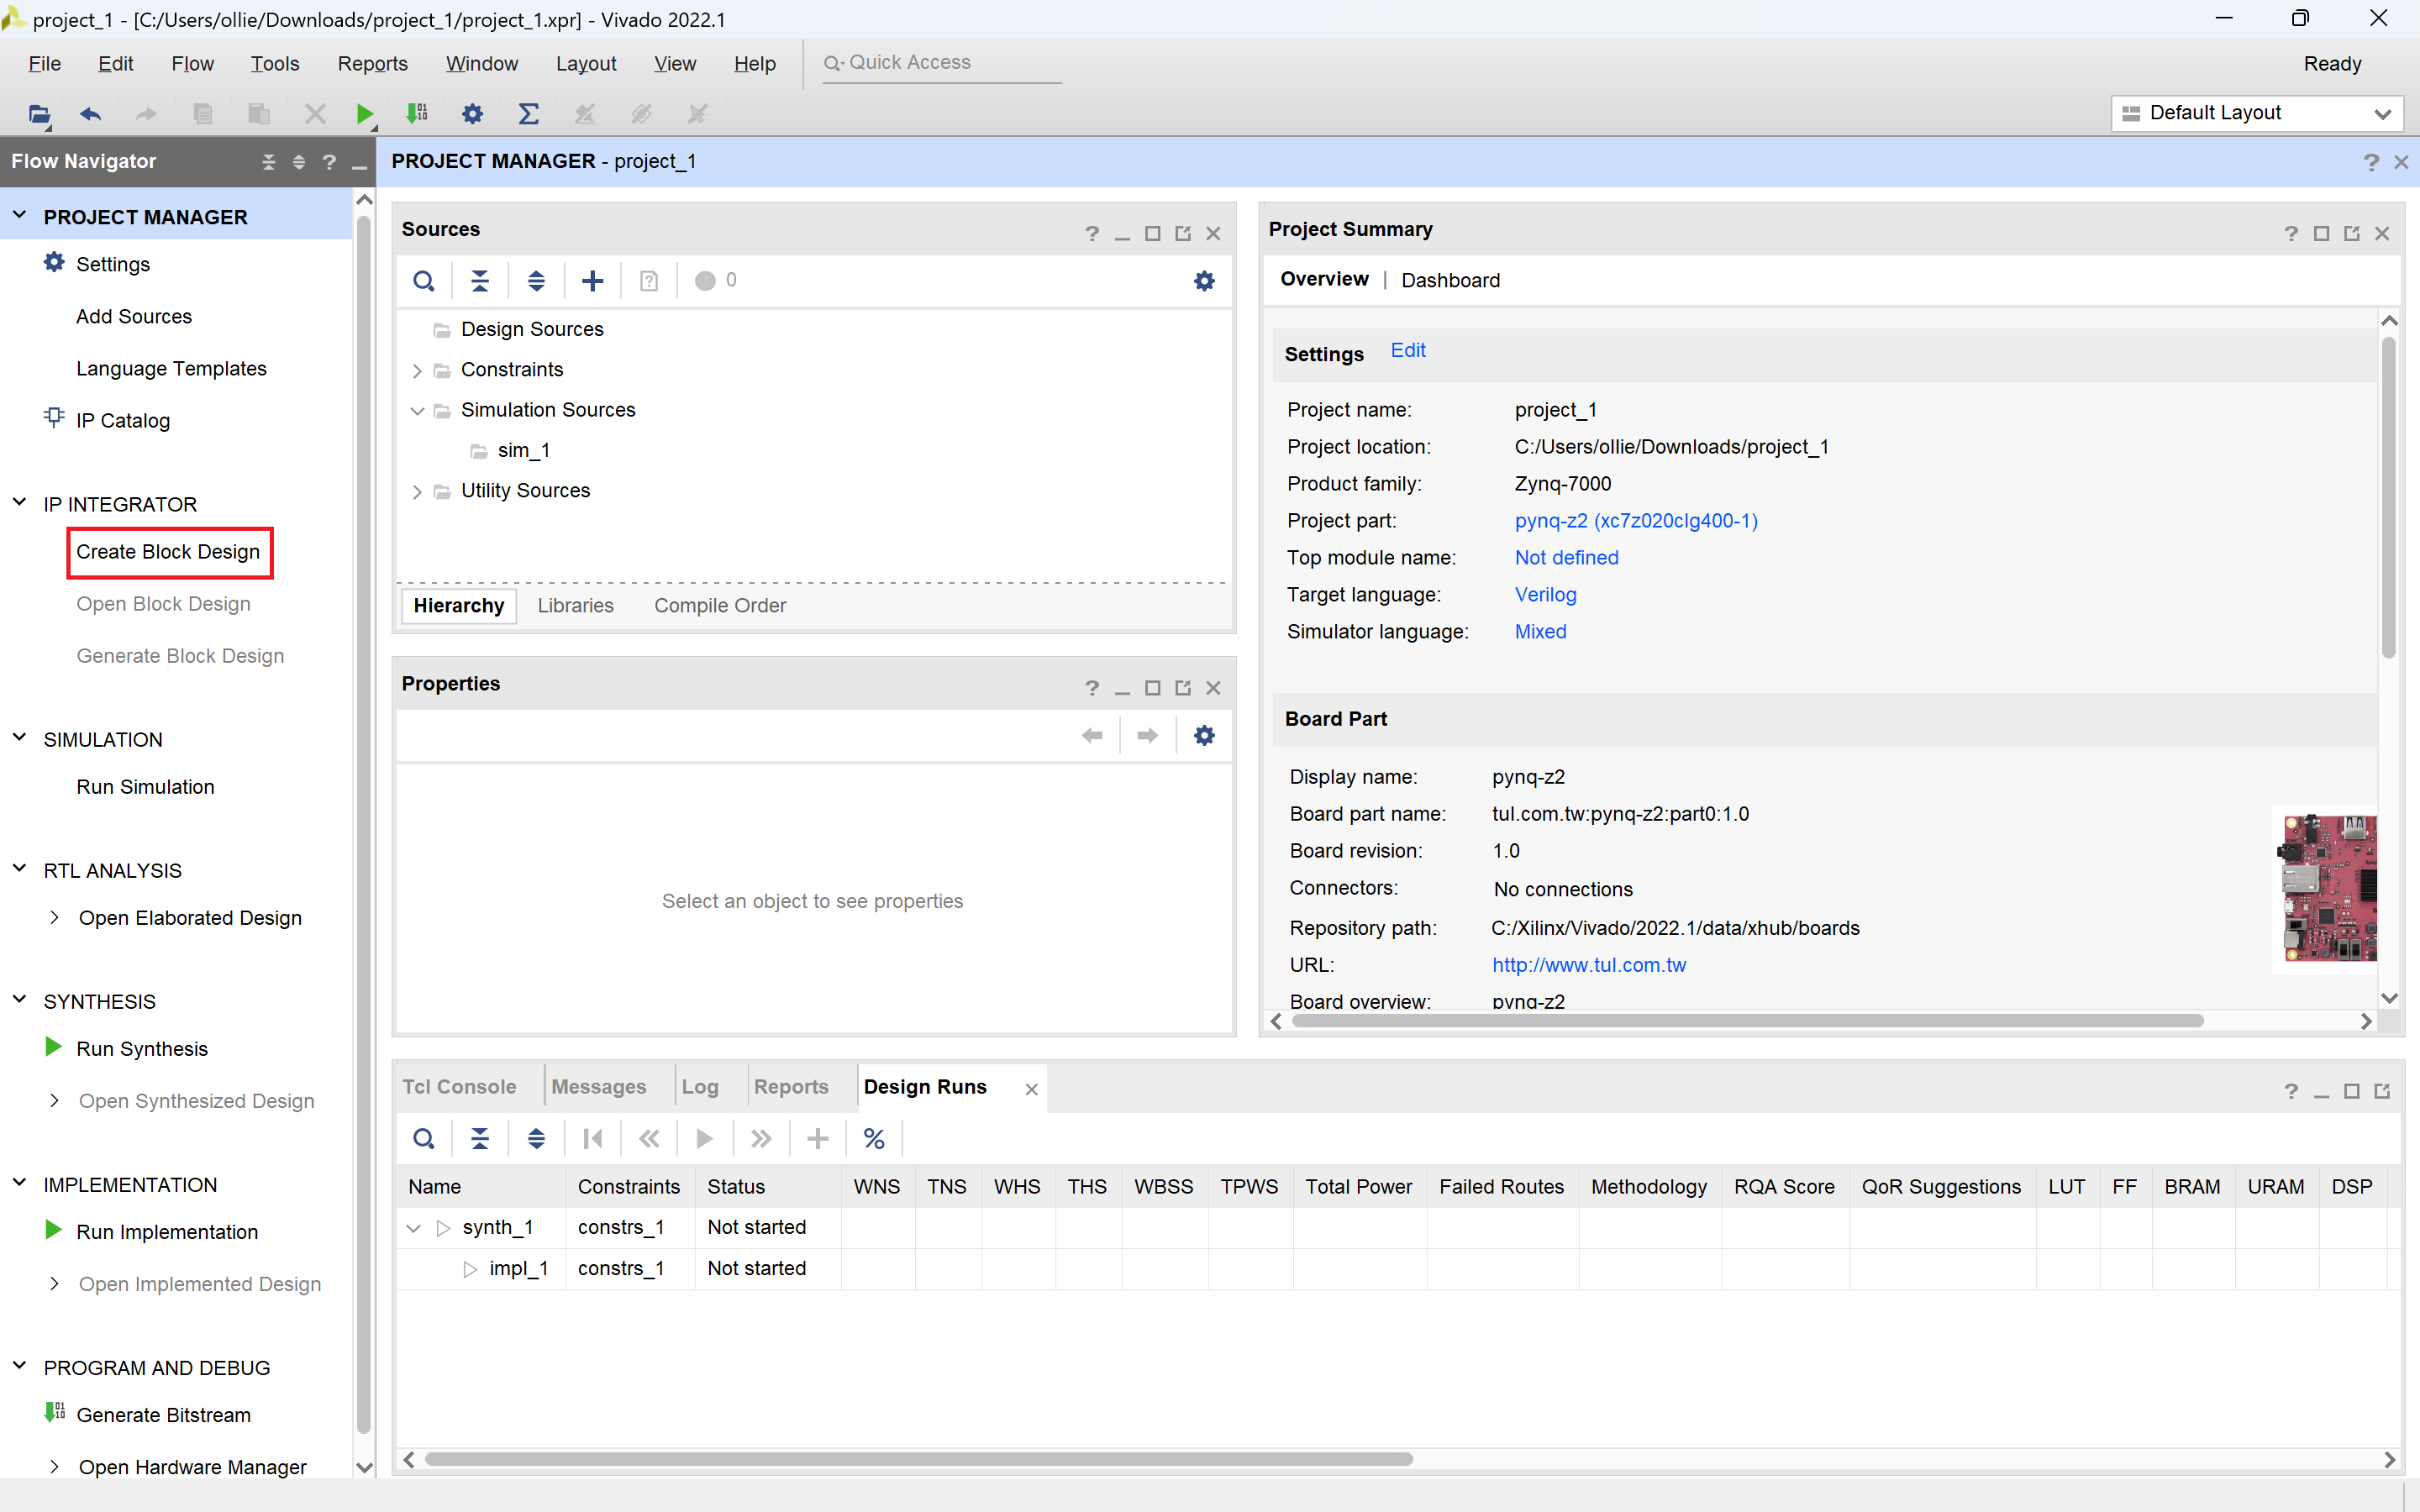 project_1 - [C:/Users/ollie/Downloads/project_1/project_1.xpr] - Vivado 2022.1
File Edit Flow Tools Reports Window Layout View Help Quick Access Ready
Default Layout
Flow Navigator
PROJECT MANAGER
Settings
Add Sources
Language Templates
IP Catalog
IP INTEGRATOR
Create Block Design
Open Block Design
Generate Block Design
SIMULATION
Run Simulation
RTL ANALYSIS
Open Elaborated Design
SYNTHESIS
Run Synthesis
Open Synthesized Design
IMPLEMENTATION
Run Implementation
Open Implemented Design
PROGRAM AND DEBUG
Generate Bitstream
Open Hardware Manager
PROJECT MANAGER - project_1
Sources
0
Design Sources
Constraints
Simulation Sources
sim_1
Utility Sources
Hierarchy Libraries Compile Order
Properties
Select an object to see properties
Project Summary
Overview | Dashboard
Settings Edit
Project name: project_1
Project location: C:/Users/ollie/Downloads/project_1
Product family: Zynq-7000
Project part: pynq-z2 (xc7z020clg400-1)
Top module name: Not defined
Target language: Verilog
Simulator language: Mixed
Board Part
Display name: pynq-z2
Board part name: tul.com.tw:pynq-z2:part0:1.0
Board revision: 1.0
Connectors: No connections
Repository path: C:/Xilinx/Vivado/2022.1/data/xhub/boards
URL: http://www.tul.com.tw
Board overview: pynq-z2
Tcl Console Messages Log Reports Design Runs
Name Constraints Status WNS TNS WHS THS WBSS TPWS Total Power Failed Routes Methodology RQA Score QoR Suggestions LUT FF BRAM URAM DSP
synth_1 constrs_1 Not started
impl_1 constrs_1 Not started